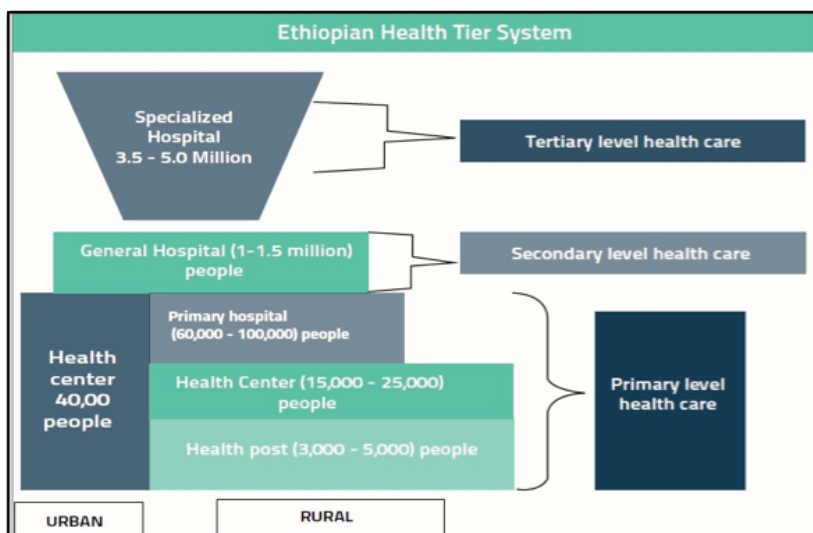 Ethiopian Health Tier System
Specialized
Hospital
3.5 - 5.0 Million
Tertiary level health care
General Hospital (1-1.5 million)
people
Secondary level health care
Health
center
40,00
people
Primary hospital
(60,000 - 100,000) people
Health Center (15,000 - 25,000)
people
Health post (3,000 - 5,000) people
Primary level
health care
URBAN
RURAL